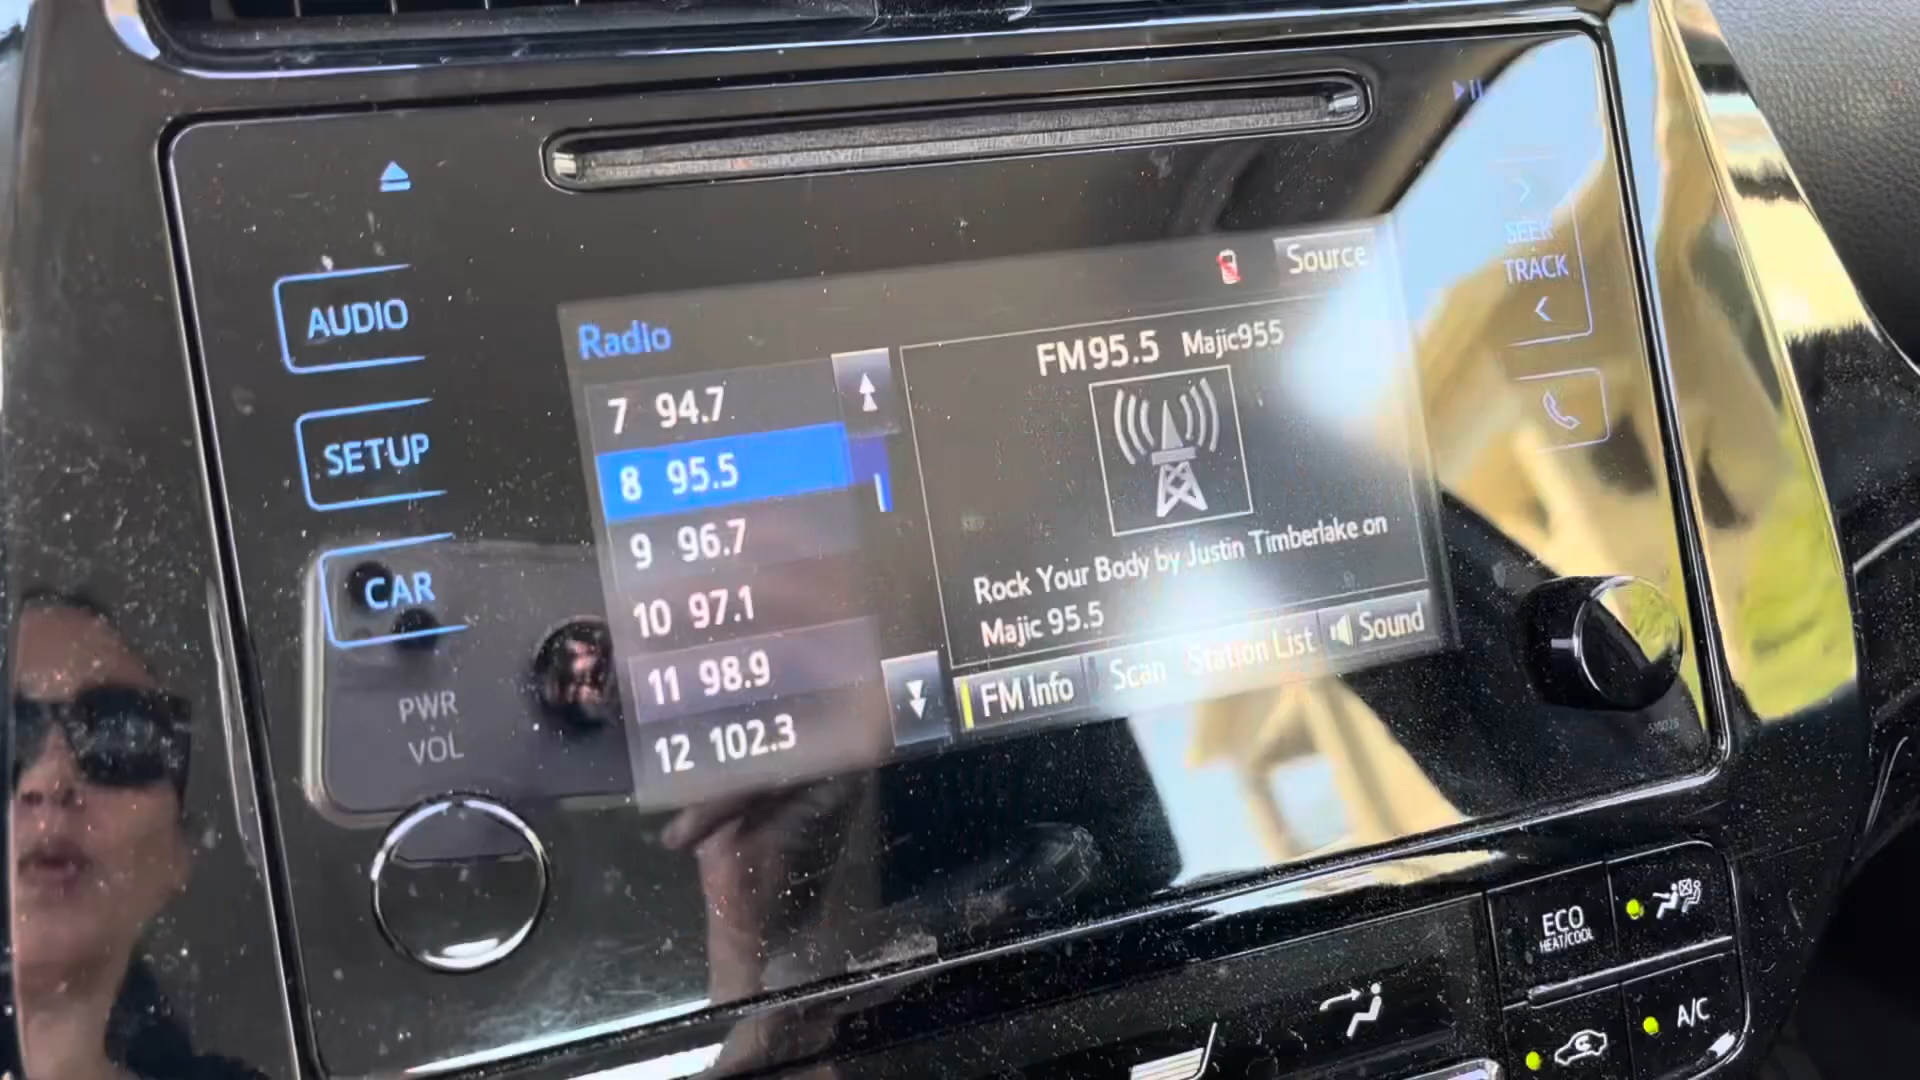 AUDIO
SETUP
CAR
PWR
VOL
Radio
7 94.7
8 95.5
9 96.7
10 97.1
11 98.9
12 102.3
Source
FM95.5 Majic955
Rock Your Body by Justin Timberlake on
Majic 95.5
FM Info
Scan
Station List
Sound
SEEK
TRACK
510028
ECO
HEAT/COOL
A/C